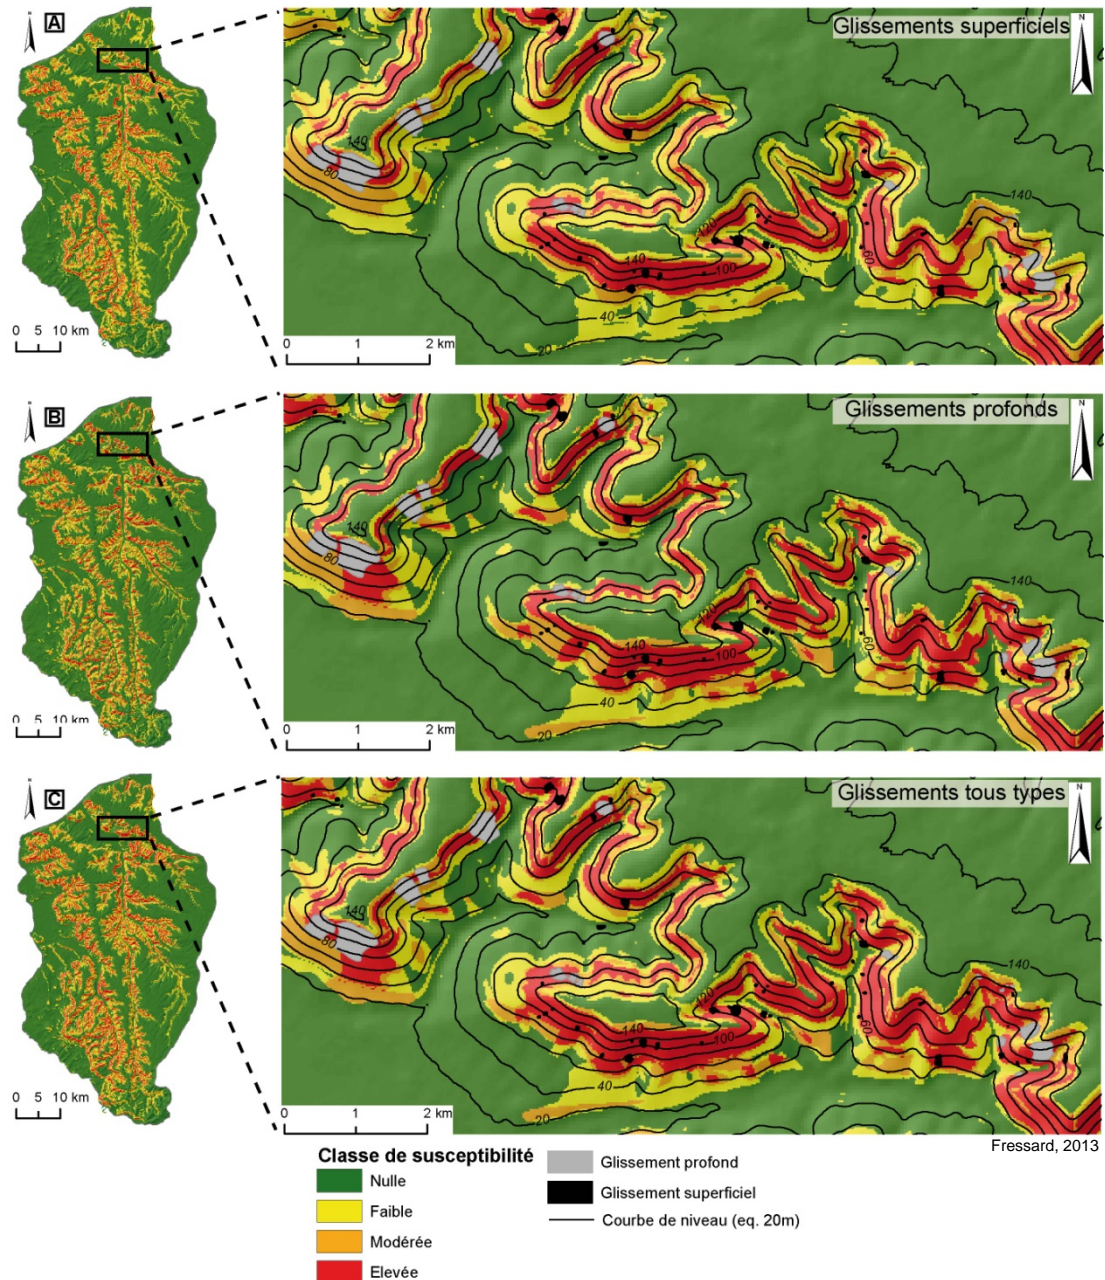 N
A
0 5 10 km
Glissements superficiels
N
140
80
120
140
100
60
140
40
20
0 1 2 km
N
B
0 5 10 km
Glissements profonds
N
140
80
120
140
100
60
140
40
20
0 1 2 km
N
C
0 5 10 km
Glissements tous types
N
140
80
120
140
100
60
140
40
20
0 1 2 km
Fressard, 2013
Classe de susceptibilité
Nulle
Faible
Modérée
Elevée
Glissement profond
Glissement superficiel
Courbe de niveau (eq. 20m)